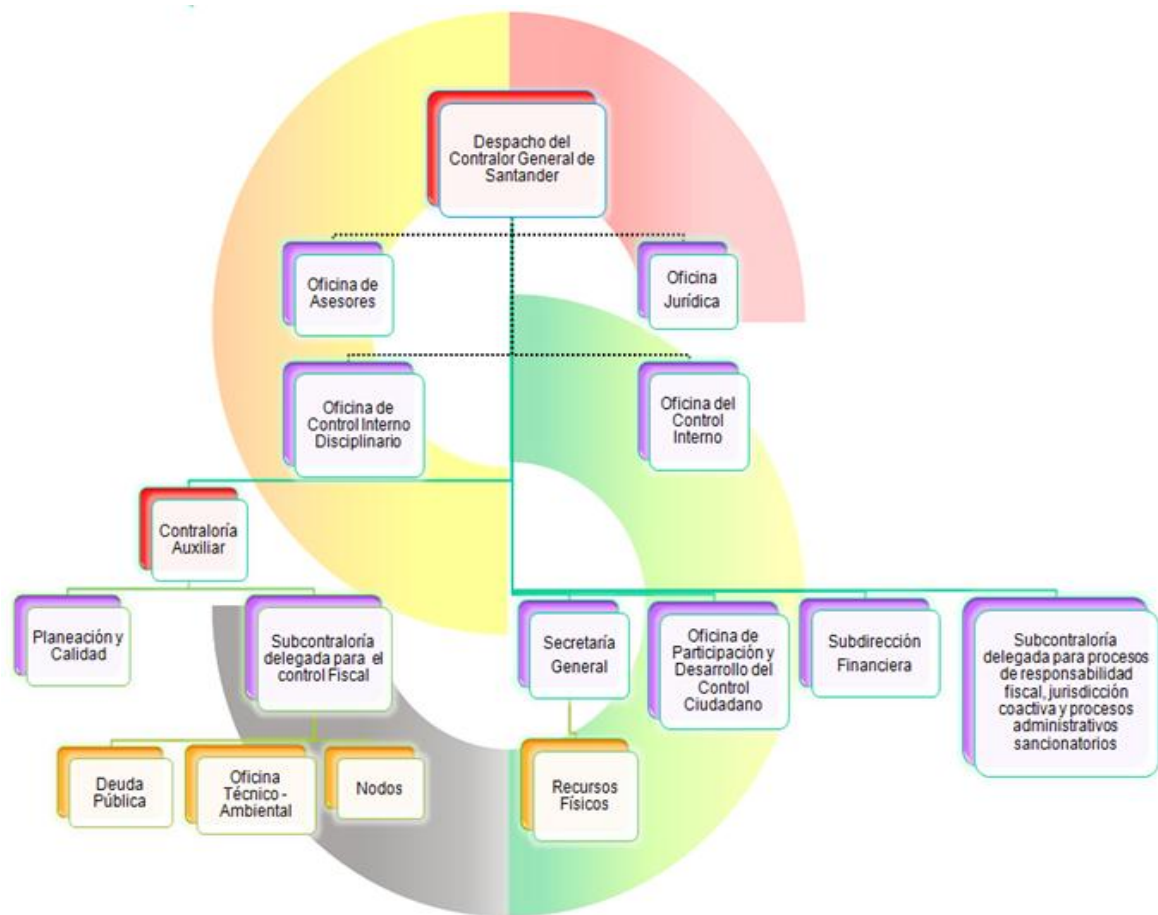 Despacho del
Contralor General de
Santander
Oficina de
Asesores
Oficina
Jurídica
Oficina de
Control Interno
Disciplinario
Oficina del
Control
Interno
Contraloría
Auxiliar
Planeación y
Calidad
Subcontraloría
delegada para el
control Fiscal
Secretaría
General
Oficina de
Participación y
Desarrollo del
Control
Ciudadano
Subdirección
Financiera
Subcontraloría
delegada para procesos
de responsabilidad
fiscal, jurisdicción
coactiva y procesos
administrativos
sancionatorios
Deuda
Pública
Oficina
Técnico -
Ambiental
Nodos
Recursos
Físicos